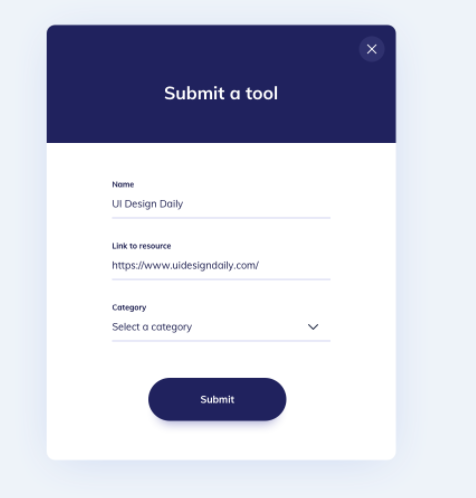 Submit a tool
Name
UI Design Daily
Link to resource
https://www.uidesigndaily.com/
Category
Select a category
Submit